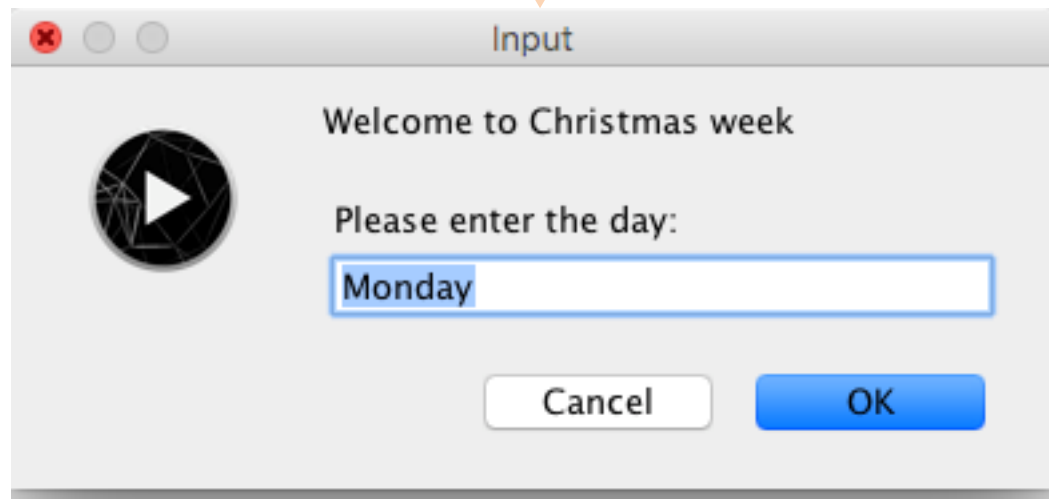 Input
Welcome to Christmas week
Please enter the day:
Monday
Cancel OK